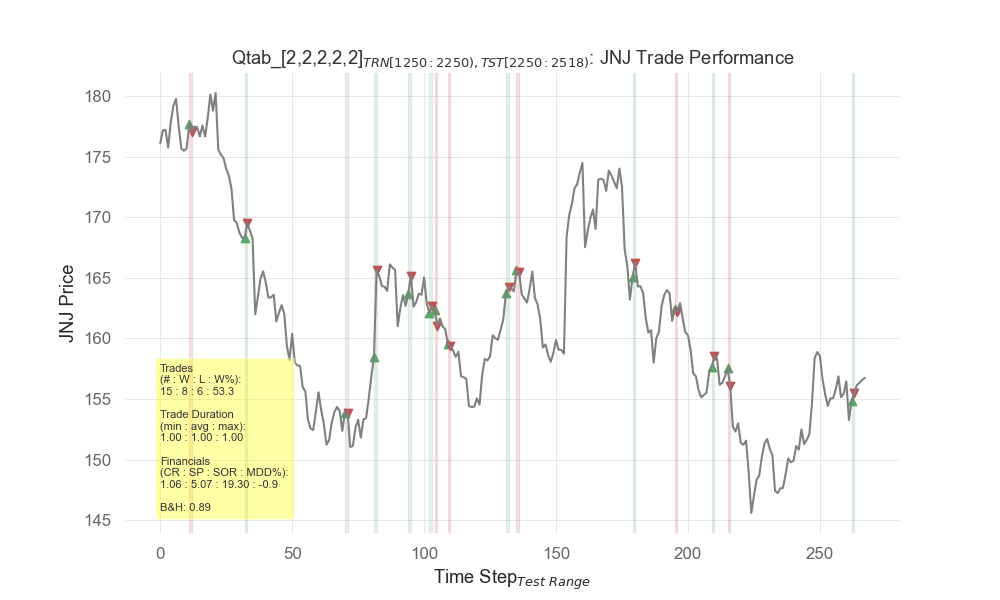 Qtab_[2,2,2,2,2]TRN[1250:2250),TST[2250:2518): JNJ Trade Performance
180
175
170
165
160
155
150
145
JNJ Price
Trades
(# : W : L : W%):
15 : 8 : 6 : 53.3
Trade Duration
(min : avg : max):
1.00 : 1.00 : 1.00
Financials
(CR : SP : SOR : MDD%):
1.06 : 5.07 : 19.30 : -0.9
B&H: 0.89
0 50 100 150 200 250
Time StepTest Range